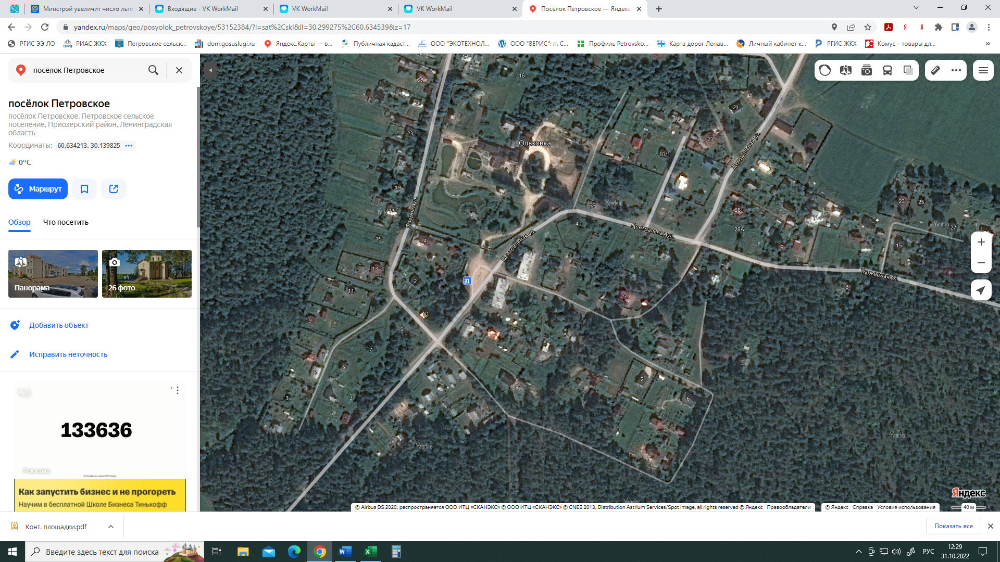 Минстрой увеличит число льго
Входящие - VK WorkMail
VK WorkMail
VK WorkMail
Посёлок Петровское — Яндекс
yandex.ru/maps/geo/posyolok_petrovskoye/53152384/?l=sat%2Cskl&ll=30.299275%2C60.634539&z=17
РГИС ЭЭ ЛО
РИАС ЖКХ
Петровское сельск...
dom.gosuslugi.ru
Яндекс.Карты — в...
Публичная кадаст...
ООО "ЭКОТЕХНОЛ...
ООО "ВЕРИС": п. С...
Профиль Petrovsko...
Карта дорог Ленав...
Личный кабинет к...
РГИС ЖКХ
Комус – товары дл...
посёлок Петровское
посёлок Петровское
посёлок Петровское, Петровское сельское
поселение, Приозерский район, Ленинградская
область
Координаты: 60.634213, 30.139825
0°C
Маршрут
Обзор
Что посетить
Панорама
26 фото
Добавить объект
Исправить неточность
133636
Реклама
Как запустить бизнес и не прогореть
Научим в бесплатной Школе Бизнеса Тинькофф
12
16
27
25
21
10
23
23
Ольховка
10/1
Центральная ул.
21
19
17
Yandex
37
28
23
25
11
Озёрная ул.
40
Центральная ул.
28А
Yandex
27
15
4
Центральная ул.
9
15
13
2
Карьерная ул.
11
5
8
10
9
9
7
7
5
5
2
3
3
6
1
1
Yandex
Yandex
Яндекс
40 м
© Airbus DS 2020, распространяется ООО ИТЦ «СКАНЭКС» © ООО ИТЦ «СКАНЭКС» © CNES 2013, Distribution Astrium Services/Spot Image, all rights reserved © Яндекс Правообладатели
© Яндекс Справка Условия использования
Конт. площадки.pdf
Показать все
Введите здесь текст для поиска
РУС
12:29
31.10.2022